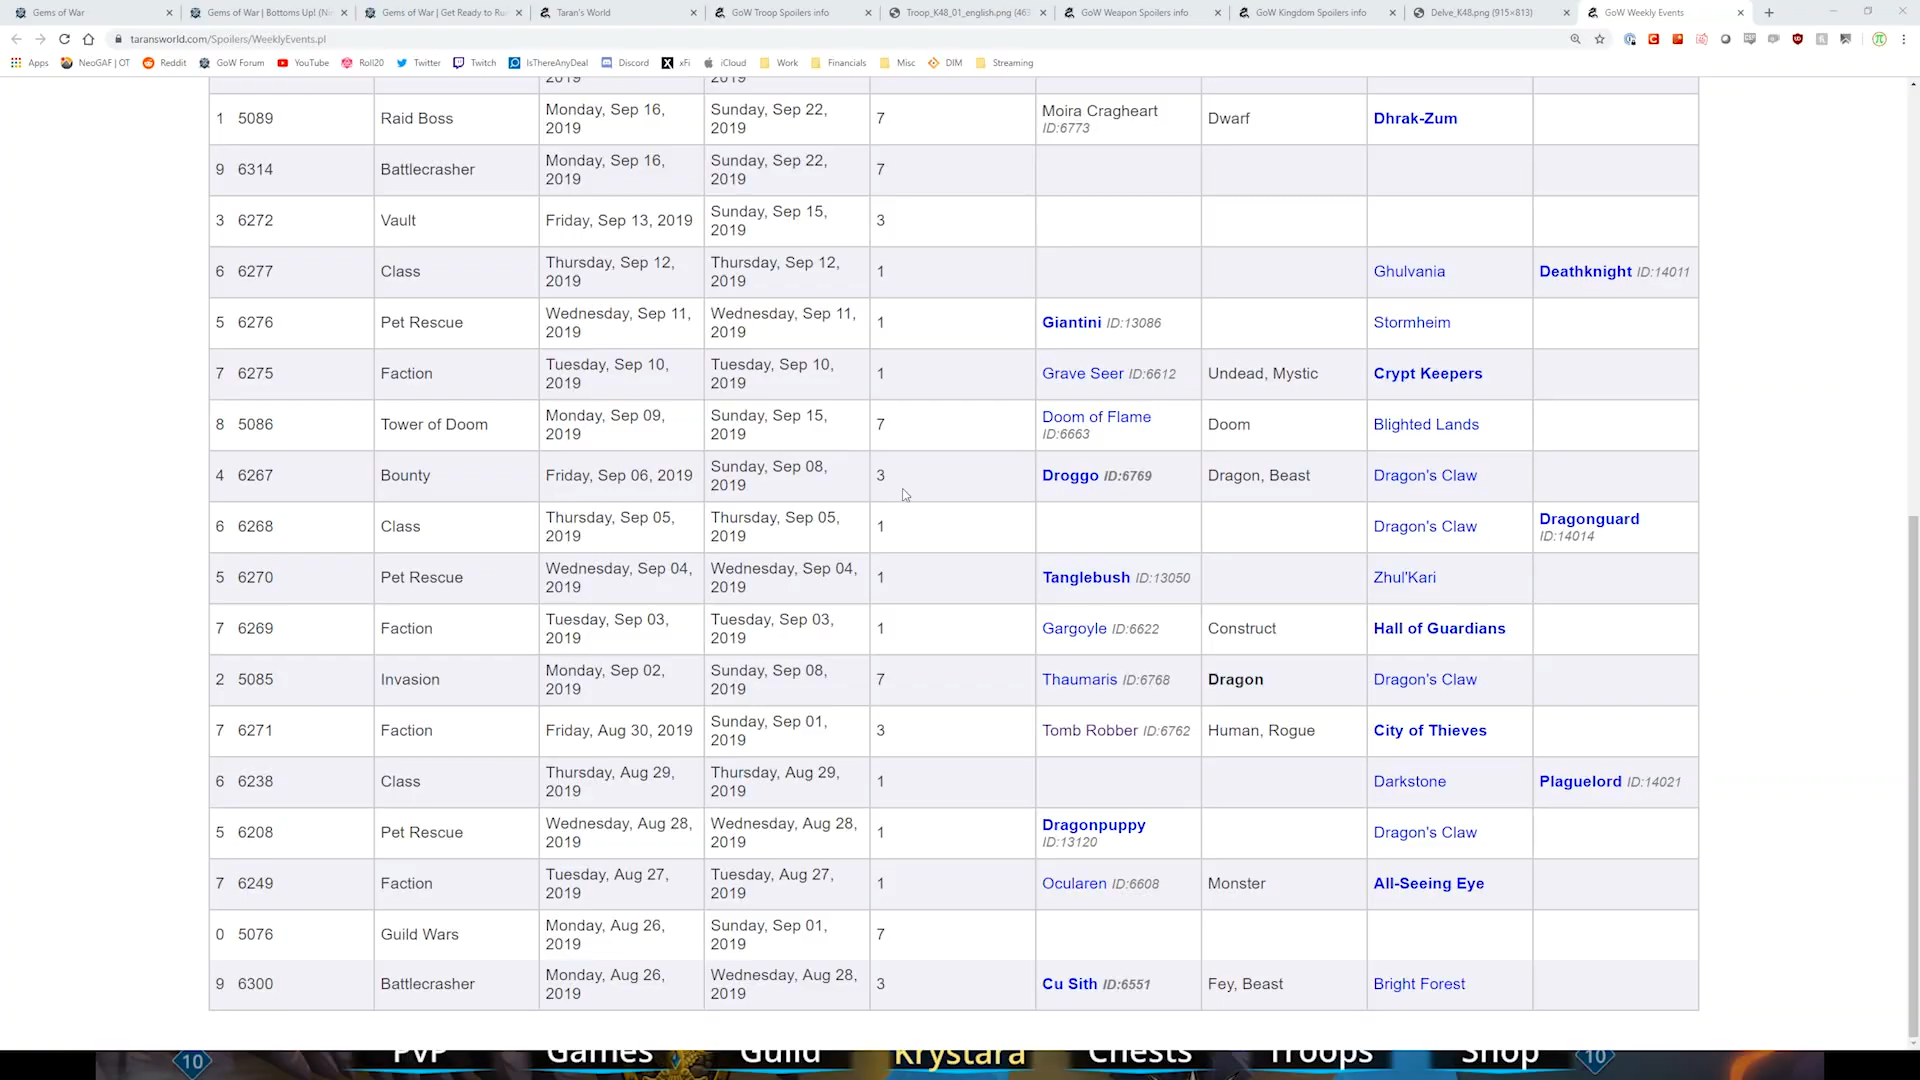 Gems of War
Gems of War | Bottoms Up! (Ni
Gems of War | Get Ready to Ru
Taran's World
GoW Troop Spoilers info
Troop_K48_01_english.png (46
GoW Weapon Spoilers info
GoW Kingdom Spoilers info
Delve_K48.png (915×813)
GoW Weekly Events
taransworld.com/Spoilers/WeeklyEvents.pl
Apps NeoGAF | OT Reddit GoW Forum YouTube Roll20 Twitter Twitch IsThereAnyDeal Discord xFi iCloud Work Financials Misc DIM Streaming
2019 2019
1 5089 Raid Boss Monday, Sep 16, 2019 Sunday, Sep 22, 2019 7 Moira Cragheart ID:6773 Dwarf Dhrak-Zum
9 6314 Battlecrasher Monday, Sep 16, 2019 Sunday, Sep 22, 2019 7
3 6272 Vault Friday, Sep 13, 2019 Sunday, Sep 15, 2019 3
6 6277 Class Thursday, Sep 12, 2019 Thursday, Sep 12, 2019 1 Ghulvania Deathknight ID:14011
5 6276 Pet Rescue Wednesday, Sep 11, 2019 Wednesday, Sep 11, 2019 1 Giantini ID:13086 Stormheim
7 6275 Faction Tuesday, Sep 10, 2019 Tuesday, Sep 10, 2019 1 Grave Seer ID:6612 Undead, Mystic Crypt Keepers
8 5086 Tower of Doom Monday, Sep 09, 2019 Sunday, Sep 15, 2019 7 Doom of Flame ID:6663 Doom Blighted Lands
4 6267 Bounty Friday, Sep 06, 2019 Sunday, Sep 08, 2019 3 Droggo ID:6769 Dragon, Beast Dragon's Claw
6 6268 Class Thursday, Sep 05, 2019 Thursday, Sep 05, 2019 1 Dragon's Claw Dragonguard ID:14014
5 6270 Pet Rescue Wednesday, Sep 04, 2019 Wednesday, Sep 04, 2019 1 Tanglebush ID:13050 Zhul'Kari
7 6269 Faction Tuesday, Sep 03, 2019 Tuesday, Sep 03, 2019 1 Gargoyle ID:6622 Construct Hall of Guardians
2 5085 Invasion Monday, Sep 02, 2019 Sunday, Sep 08, 2019 7 Thaumaris ID:6768 Dragon Dragon's Claw
7 6271 Faction Friday, Aug 30, 2019 Sunday, Sep 01, 2019 3 Tomb Robber ID:6762 Human, Rogue City of Thieves
6 6238 Class Thursday, Aug 29, 2019 Thursday, Aug 29, 2019 1 Darkstone Plaguelord ID:14021
5 6208 Pet Rescue Wednesday, Aug 28, 2019 Wednesday, Aug 28, 2019 1 Dragonpuppy ID:13120 Dragon's Claw
7 6249 Faction Tuesday, Aug 27, 2019 Tuesday, Aug 27, 2019 1 Ocularen ID:6608 Monster All-Seeing Eye
0 5076 Guild Wars Monday, Aug 26, 2019 Sunday, Sep 01, 2019 7
9 6300 Battlecrasher Monday, Aug 26, 2019 Wednesday, Aug 28, 2019 3 Cu Sith ID:6551 Fey, Beast Bright Forest
10 PvP Games Guild Krystara Chests Troops Shop 10